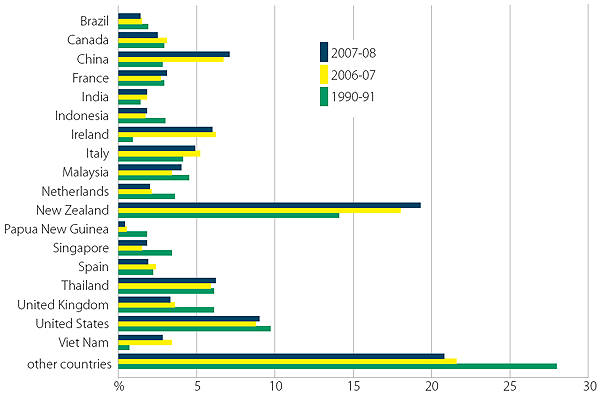 Brazil
Canada
China
France
India
Indonesia
Ireland
Italy
Malaysia
Netherlands
New Zealand
Papua New Guinea
Singapore
Spain
Thailand
United Kingdom
United States
Viet Nam
other countries
2007-08
2006-07
1990-91
% 5 10 15 20 25 30